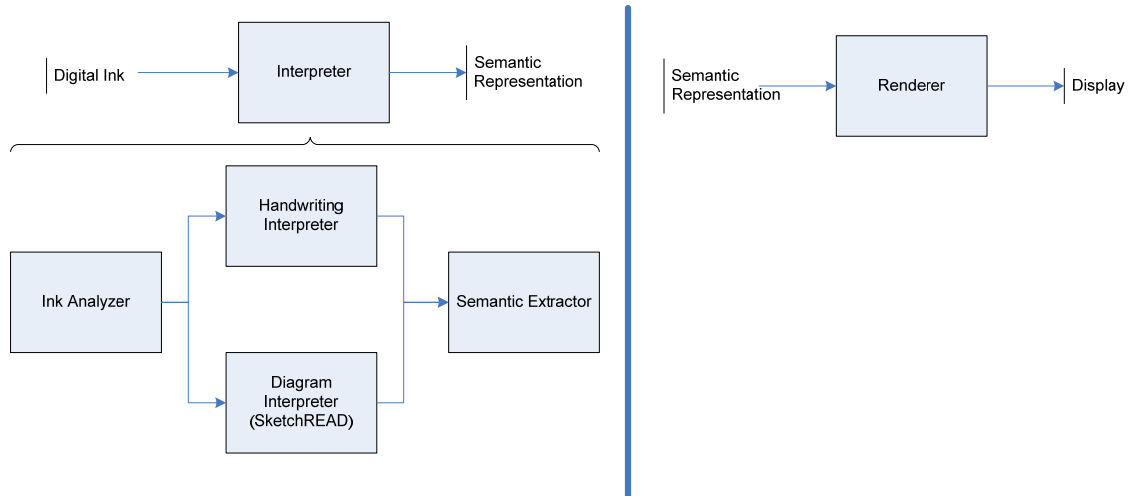 Digital Ink
Interpreter
Semantic
Representation
Handwriting
Interpreter
Ink Analyzer
Semantic Extractor
Diagram
Interpreter
(SketchREAD)
Semantic
Representation
Renderer
Display